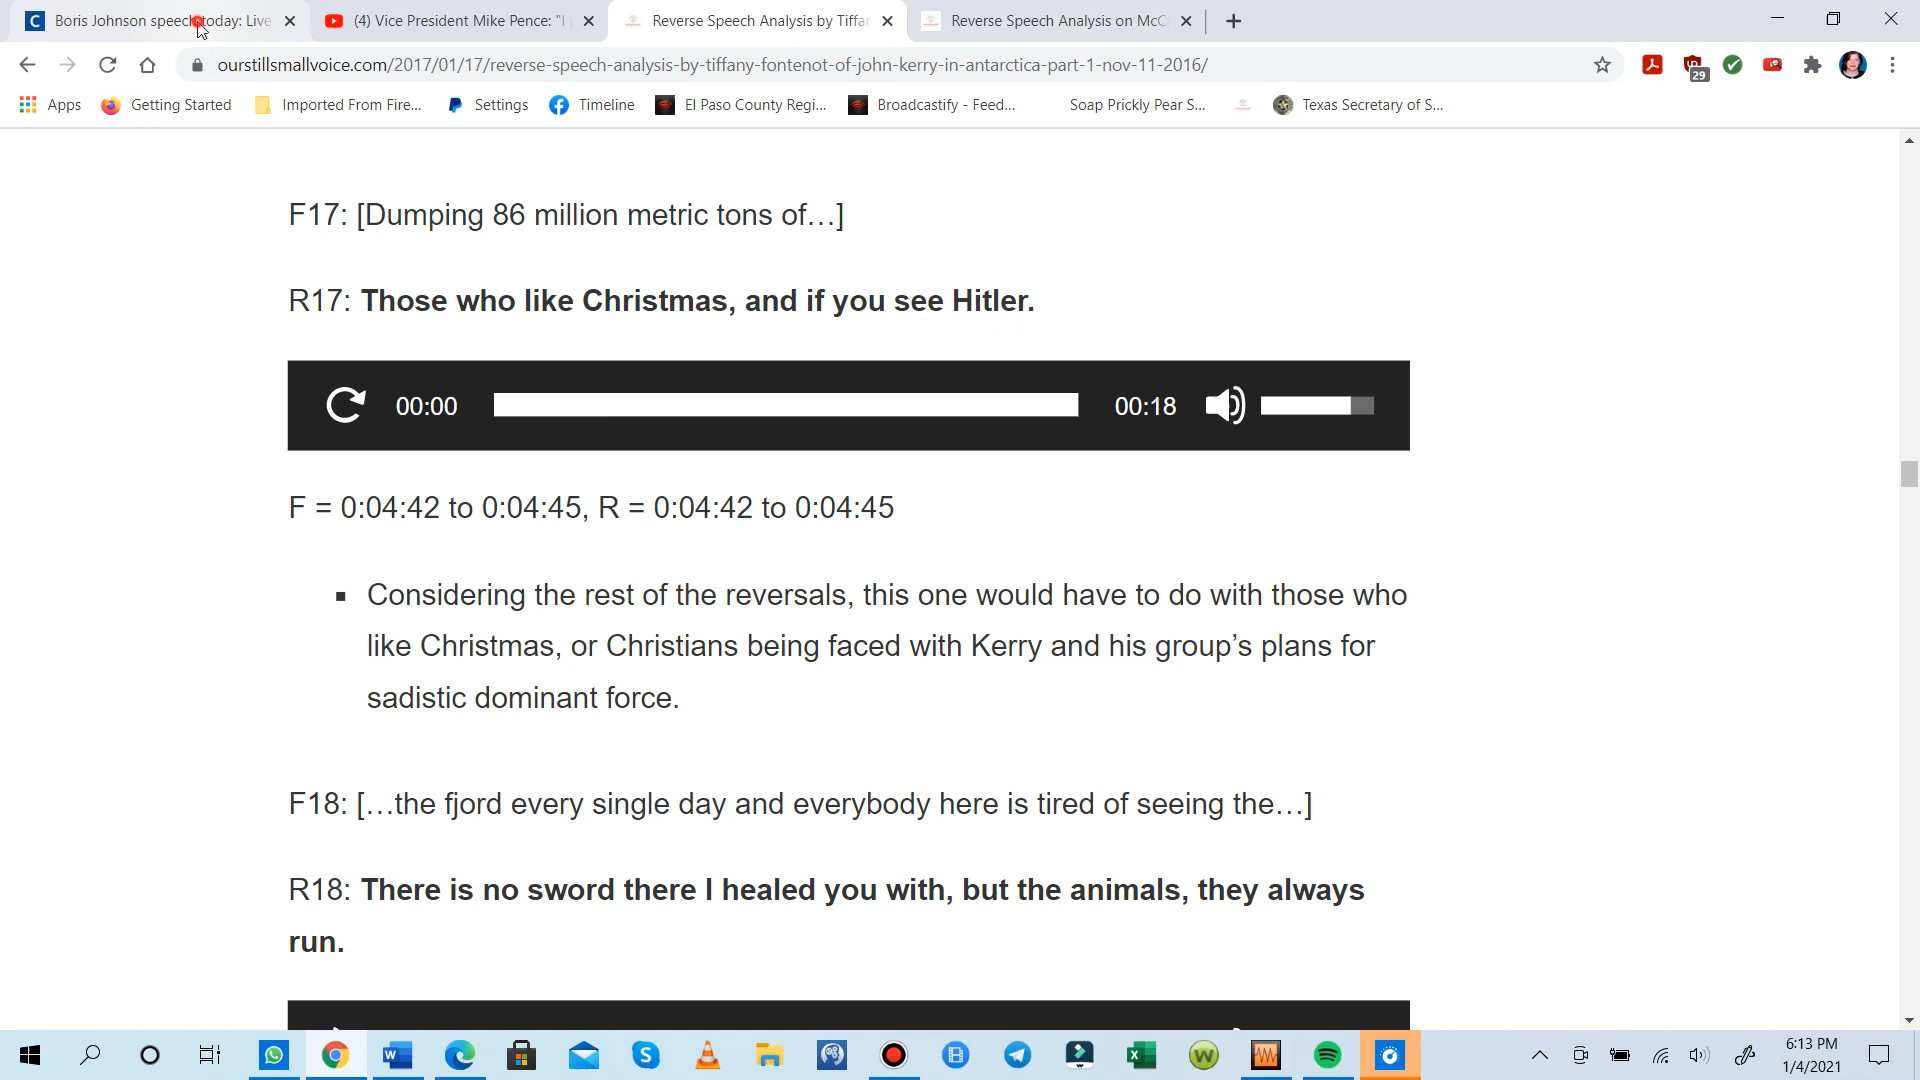 Boris Johnson speech today: Live
(4) Vice President Mike Pence: "I
Reverse Speech Analysis by Tiffa
Reverse Speech Analysis on McC
ourstillsmallvoice.com/2017/01/17/reverse-speech-analysis-by-tiffany-fontenot-of-john-kerry-in-antarctica-part-1-nov-11-2016/
29
Apps
Getting Started
Imported From Fire...
Settings
Timeline
El Paso County Regi...
Broadcastify - Feed...
Soap Prickly Pear S...
Texas Secretary of S...
F17: [Dumping 86 million metric tons of…]
R17: Those who like Christmas, and if you see Hitler.
00:00
00:18
F = 0:04:42 to 0:04:45, R = 0:04:42 to 0:04:45
Considering the rest of the reversals, this one would have to do with those who
like Christmas, or Christians being faced with Kerry and his group’s plans for
sadistic dominant force.
F18: […the fjord every single day and everybody here is tired of seeing the…]
R18: There is no sword there I healed you with, but the animals, they always
run.
6:13 PM
1/4/2021